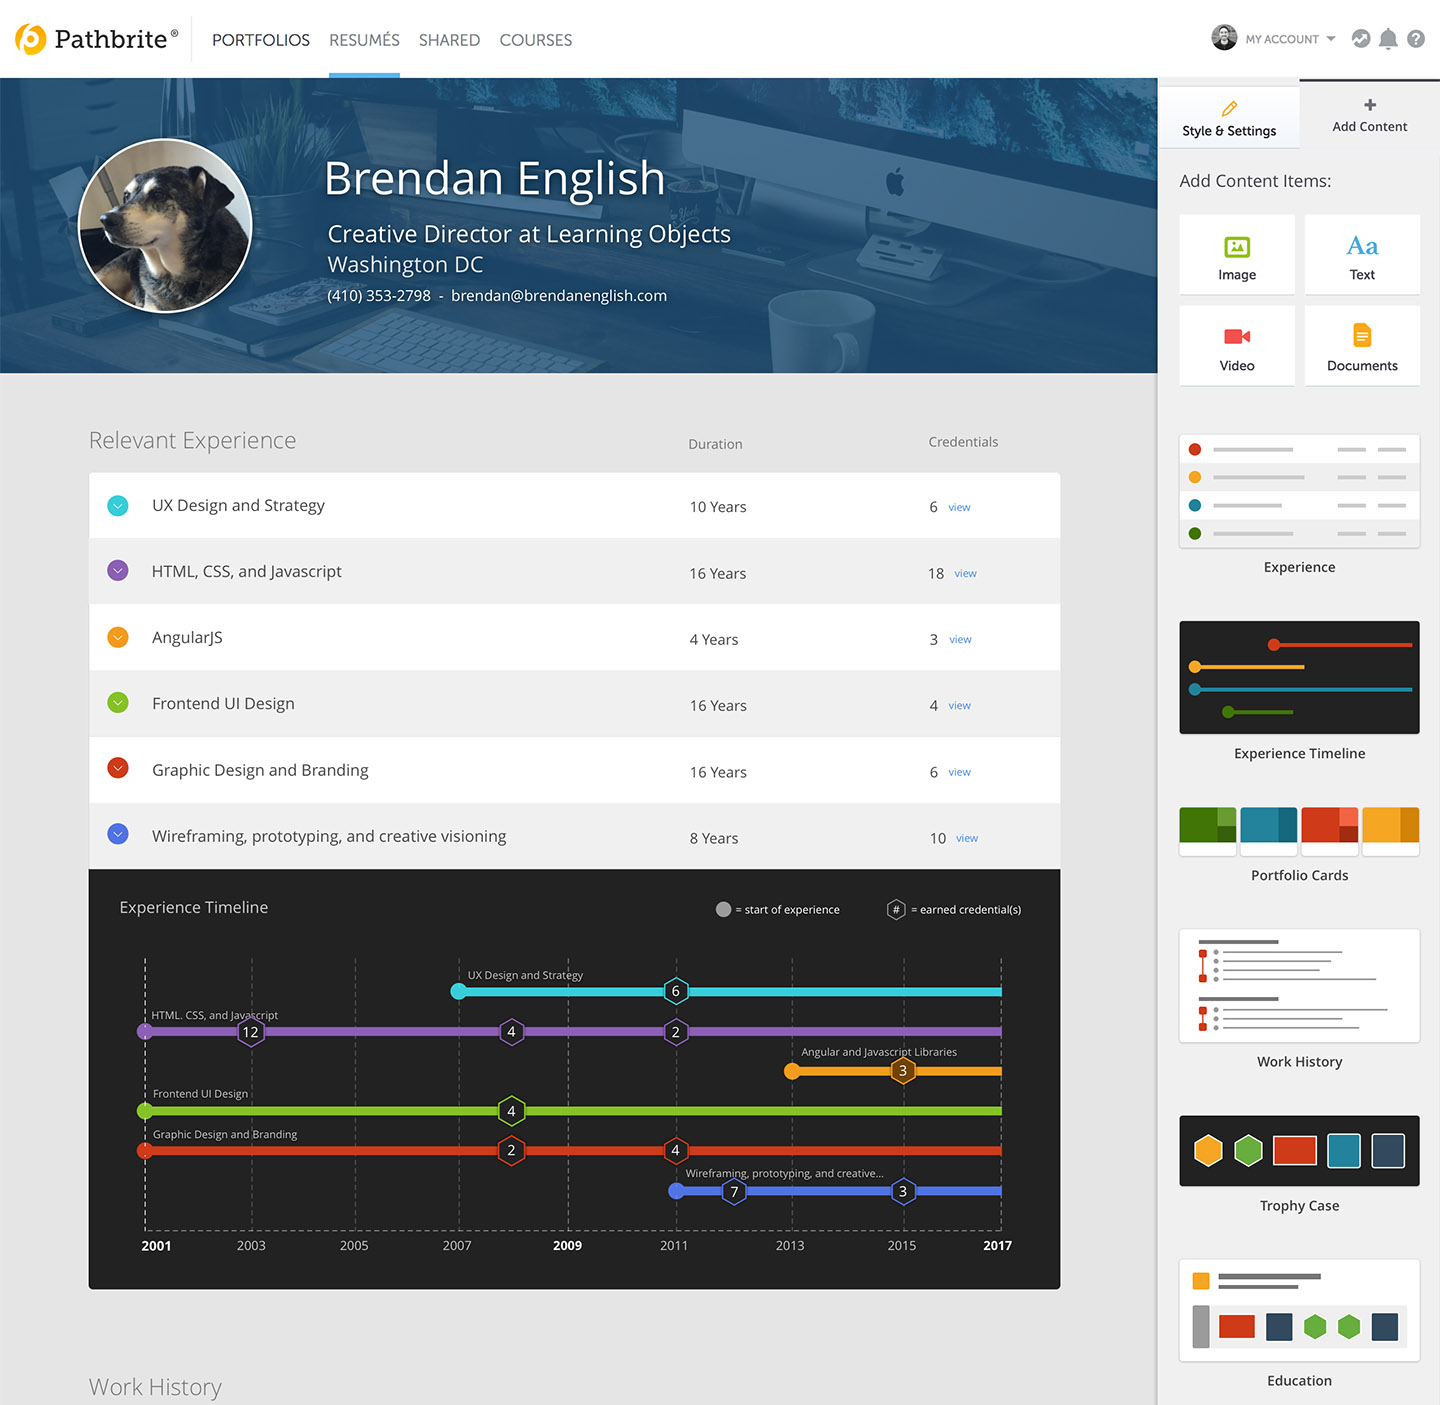 Pathbrite®
PORTFOLIOS RESUMÉS SHARED COURSES
MY ACCOUNT
?
Brendan English
Creative Director at Learning Objects
Washington DC
(410) 353-2798 - brendan@brendanenglish.com
Style & Settings
Add Content
Add Content Items:
Image
Aa
Text
Video
Documents
Experience
Experience Timeline
Portfolio Cards
Work History
Trophy Case
Education
Relevant Experience Duration Credentials
UX Design and Strategy 10 Years 6 view
HTML, CSS, and Javascript 16 Years 18 view
AngularJS 4 Years 3 view
Frontend UI Design 16 Years 4 view
Graphic Design and Branding 16 Years 6 view
Wireframing, prototyping, and creative visioning 8 Years 10 view
Experience Timeline = start of experience # = earned credential(s)
UX Design and Strategy
6
HTML. CSS, and Javascript
12 4 2
Angular and Javascript Libraries
3
Frontend UI Design
4
Graphic Design and Branding
2 4
Wireframing, prototyping, and creative...
7 3
2001 2003 2005 2007 2009 2011 2013 2015 2017
Work History